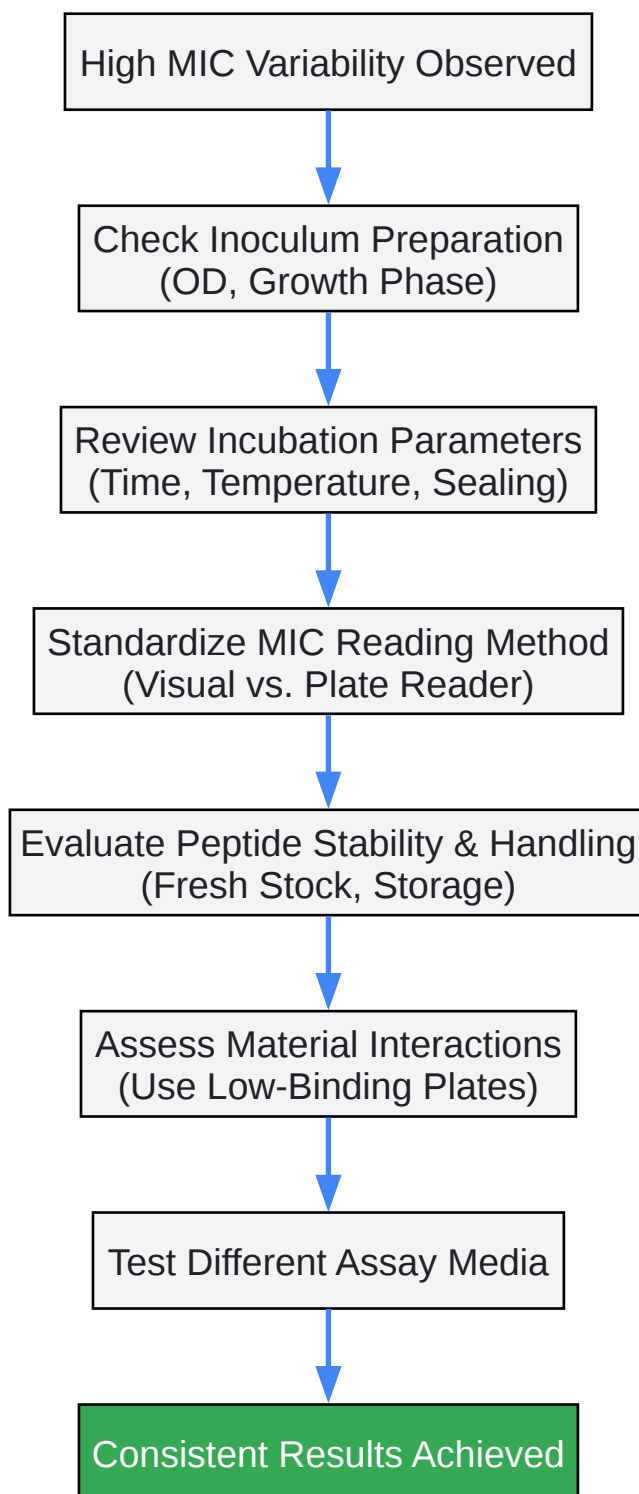 High MIC Variability Observed
Check Inoculum Preparation
(OD, Growth Phase)
Review Incubation Parameters
(Time, Temperature, Sealing)
Standardize MIC Reading Method
(Visual vs. Plate Reader)
Evaluate Peptide Stability & Handling
(Fresh Stock, Storage)
Assess Material Interactions
(Use Low-Binding Plates)
Test Different Assay Media
Consistent Results Achieved